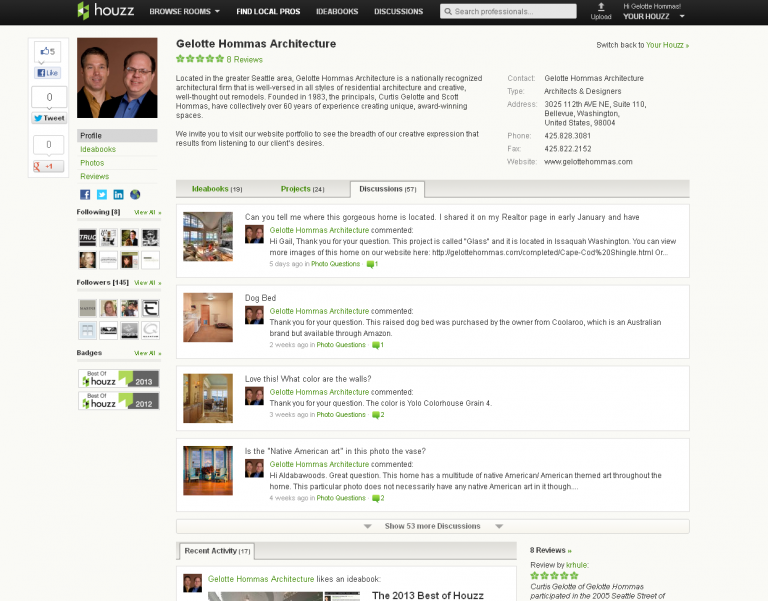 houzz BROWSE ROOMS FIND LOCAL PROS IDEABOOKS DISCUSSIONS Search professionals... Upload Hi Gelotte Hommas! YOUR HOUZZ
5
Like
0
Tweet
0
+1
Profile
Ideabooks
Photos
Reviews
Following [8] View All »
Followers [145] View All »
Badges View All »
Best Of houzz 2013
Best Of houzz 2012
Gelotte Hommas Architecture
8 Reviews
Switch back to Your Houzz »
Located in the greater Seattle area, Gelotte Hommas Architecture is a nationally recognized
architectural firm that is well-versed in all styles of residential architecture and creative,
well-thought out remodels. Founded in 1983, the principals, Curtis Gelotte and Scott
Hommas, have collectively over 60 years of experience creating unique, award-winning
spaces.
We invite you to visit our website portfolio to see the breadth of our creative expression that
results from listening to our client's desires.
Contact: Gelotte Hommas Architecture
Type: Architects & Designers
Address: 3025 112th AVE NE, Suite 110,
Bellevue, Washington,
United States, 98004
Phone: 425.828.3081
Fax: 425.822.2152
Website: www.gelottehommas.com
Ideabooks (19) Projects (24) Discussions (57)
Can you tell me where this gorgeous home is located. I shared it on my Realtor page in early January and have
Gelotte Hommas Architecture commented:
Hi Gail, Thank you for your question. This project is called "Glass" and it is located in Issaquah Washington. You can view
more images of this home on our website here: http://gelottehommas.com/completed/Cape-Cod%20Shingle.html Or...
5 days ago in Photo Questions 1
Dog Bed
Gelotte Hommas Architecture commented:
Thank you for your question. This raised dog bed was purchased by the owner from Coolaroo, which is an Australian
brand but available through Amazon.
2 weeks ago in Photo Questions 1
Love this! What color are the walls?
Gelotte Hommas Architecture commented:
Thank you for your question. The color is Yolo Colorhouse Grain 4.
3 weeks ago in Photo Questions 2
Is the "Native American art" in this photo the vase?
Gelotte Hommas Architecture commented:
Hi Aldabawoods. Great question. This home has a multitude of native American/ American themed art throughout the
home. This particular photo does not necessarily have any native American art in it though....
4 weeks ago in Photo Questions 2
Show 53 more Discussions
Recent Activity (17)
Gelotte Hommas Architecture likes an ideabook:
The 2013 Best of Houzz
8 Reviews »
Review by krhule:
Curtis Gelotte of Gelotte Hommas
participated in the 2005 Seattle Street of